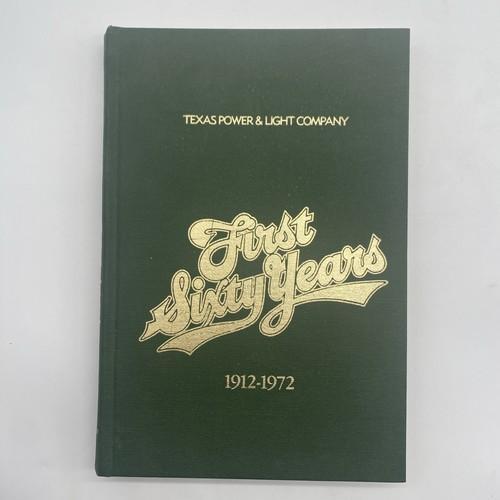 TEXAS POWER & LIGHT COMPANY
First
Sixty Years
1912-1972